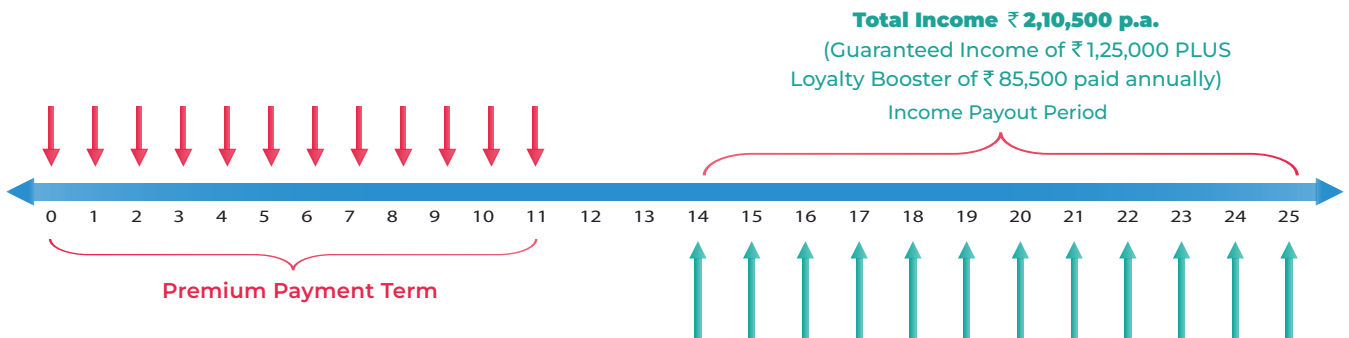 Total Income ₹ 2,10,500 p.a.
(Guaranteed Income of ₹ 1,25,000 PLUS
Loyalty Booster of ₹ 85,500 paid annually)
Income Payout Period
0 1 2 3 4 5 6 7 8 9 10 11 12 13 14 15 16 17 18 19 20 21 22 23 24 25
Premium Payment Term